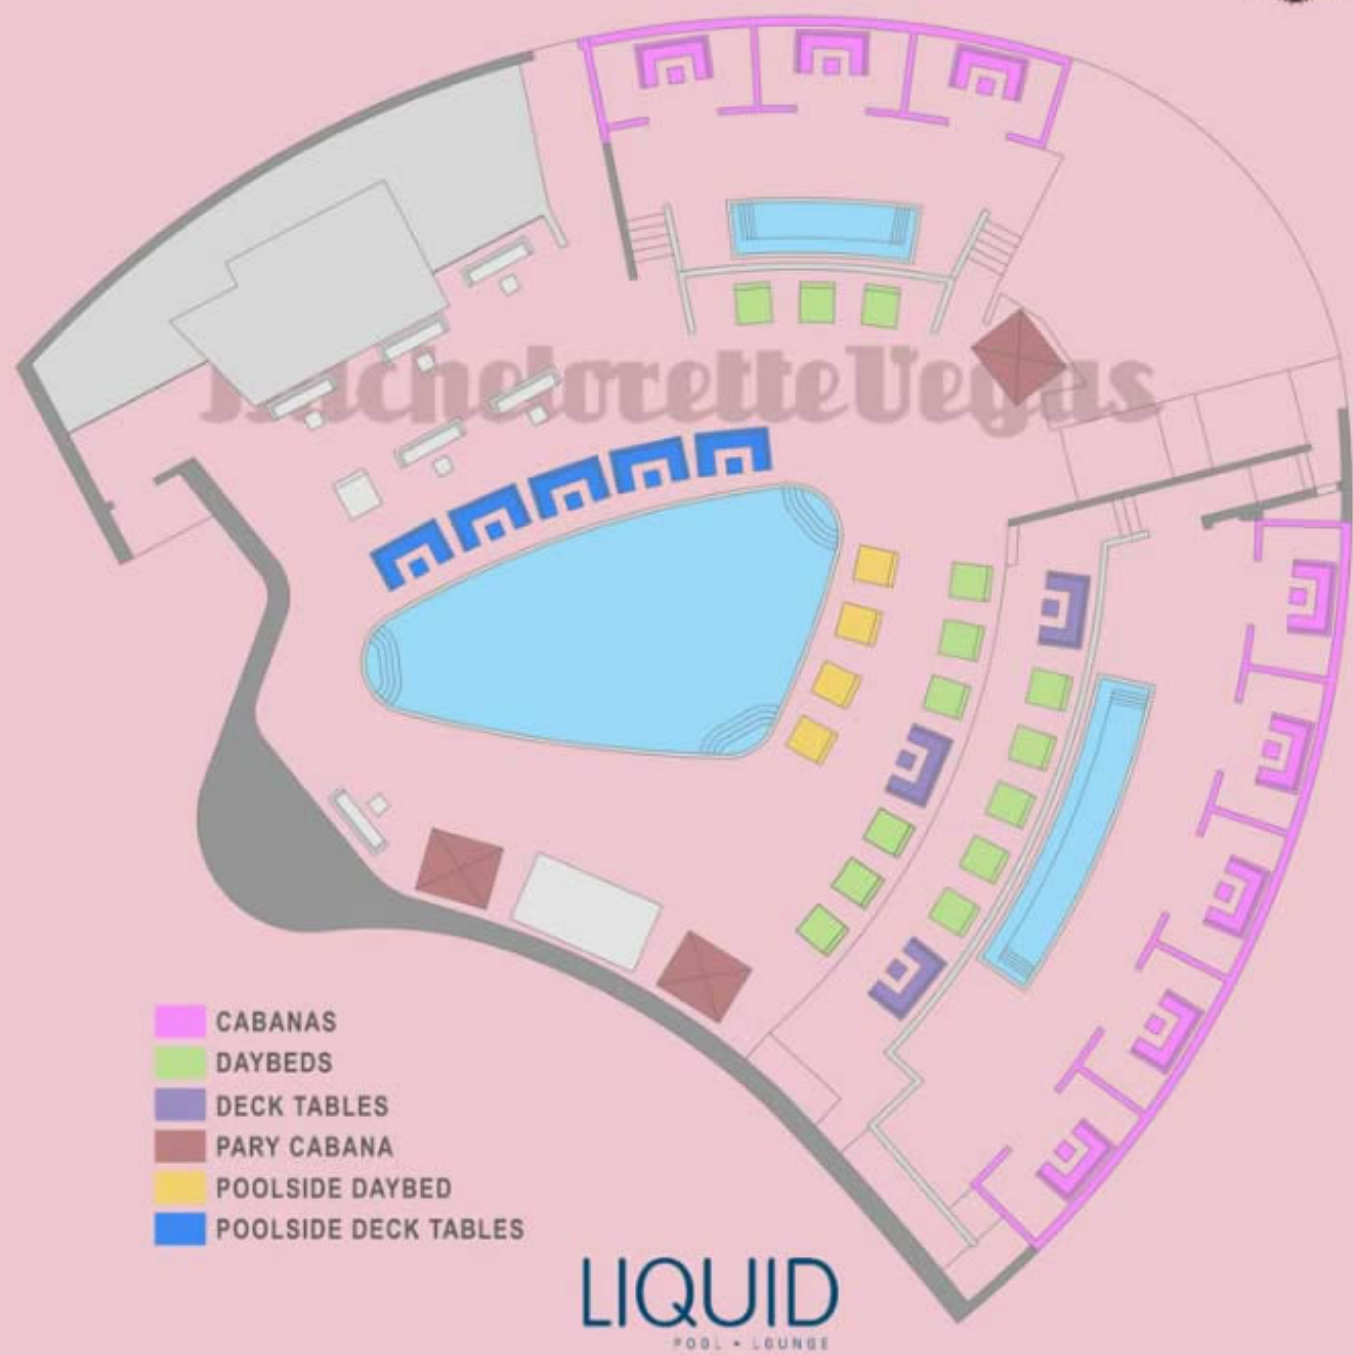 BacheloretteVegas
CABANAS
DAYBEDS
DECK TABLES
PARY CABANA
POOLSIDE DAYBED
POOLSIDE DECK TABLES
LIQUID
POOL • LOUNGE